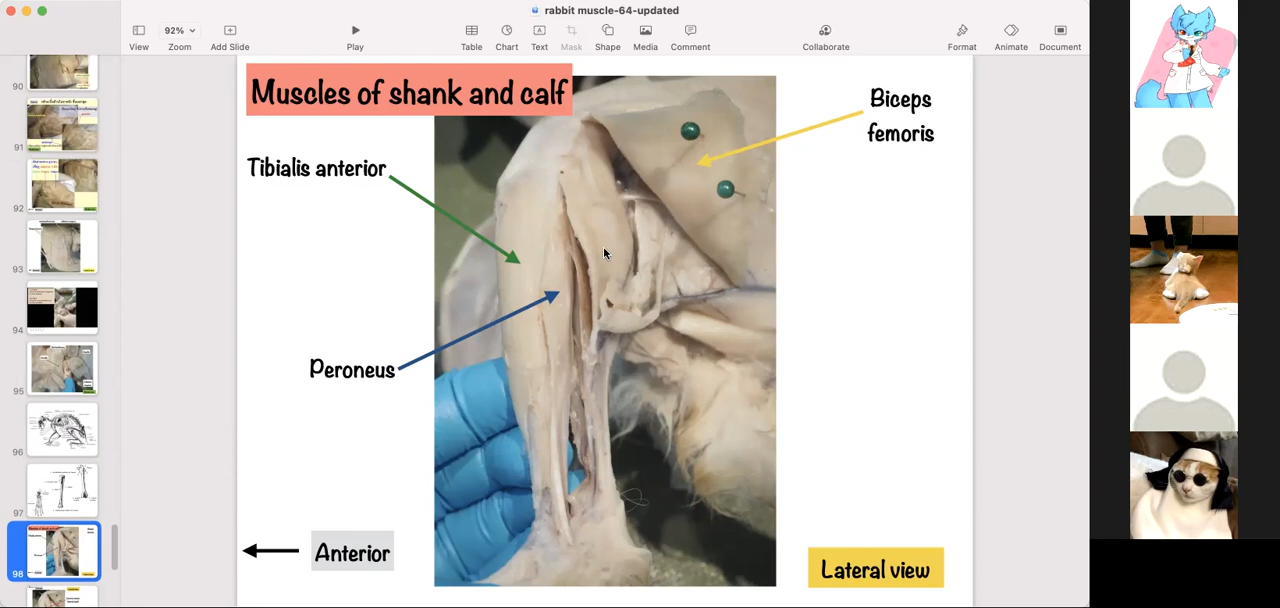 rabbit muscle-64-updated
92%
View
Zoom
Add Slide
Play
Table
Chart
Text
Mask
Shape
Media
Comment
Collaborate
Format
Animate
Document
90
91
92
93
94
95
96
97
98
Muscles of shank and calf
Biceps
femoris
Tibialis anterior
Peroneus
Anterior
Lateral view